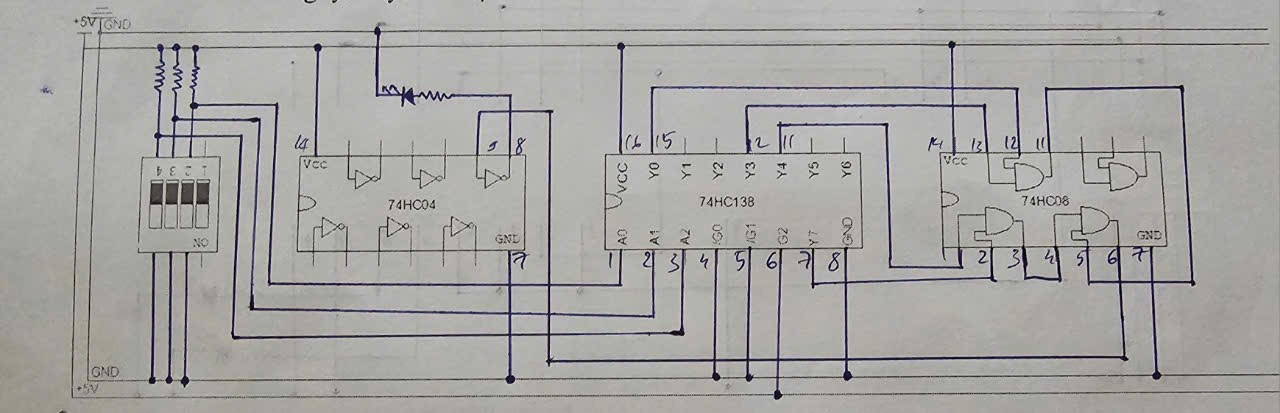 +5V GND
14 9 8 16 15 12 11 14 13 12 11
Vcc VCC Y0 Y1 Y2 Y3 Y4 Y5 Y6 Vcc
4 3 2 1
74HC04 74HC138 74HC08
NO GND A0 A1 A2 /G0 /G1 G2 Y7 GND GND
7 1 2 3 4 5 6 7 8 2 3 4 5 6 7
GND
+5V